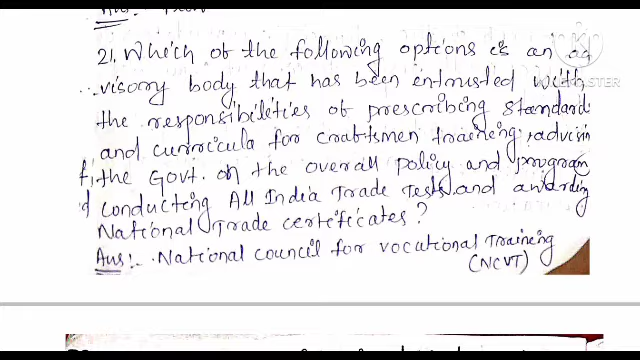 21. Which of the following options is an ad
visory body that has been entrusted with
the responsibilities of prescribing standard
and curricula for craftsmen training, advisin
the Govt. on the overall policy and program
conducting All India Trade Tests and awarding
National Trade certificates?
Ans:- National council for vocational Training
(NCVT)